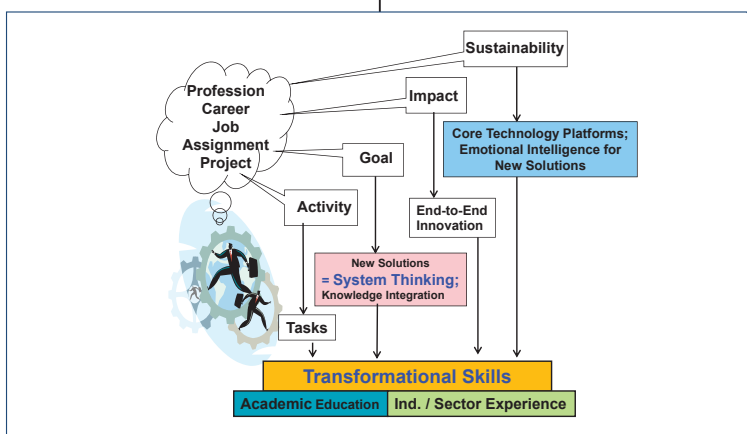 Sustainability
Profession
Career
Job
Assignment
Project
Impact
Core Technology Platforms;
Emotional Intelligence for
New Solutions
Goal
Activity
End-to-End
Innovation
New Solutions
= System Thinking;
Knowledge Integration
Tasks
Transformational Skills
Academic Education
Ind. / Sector Experience